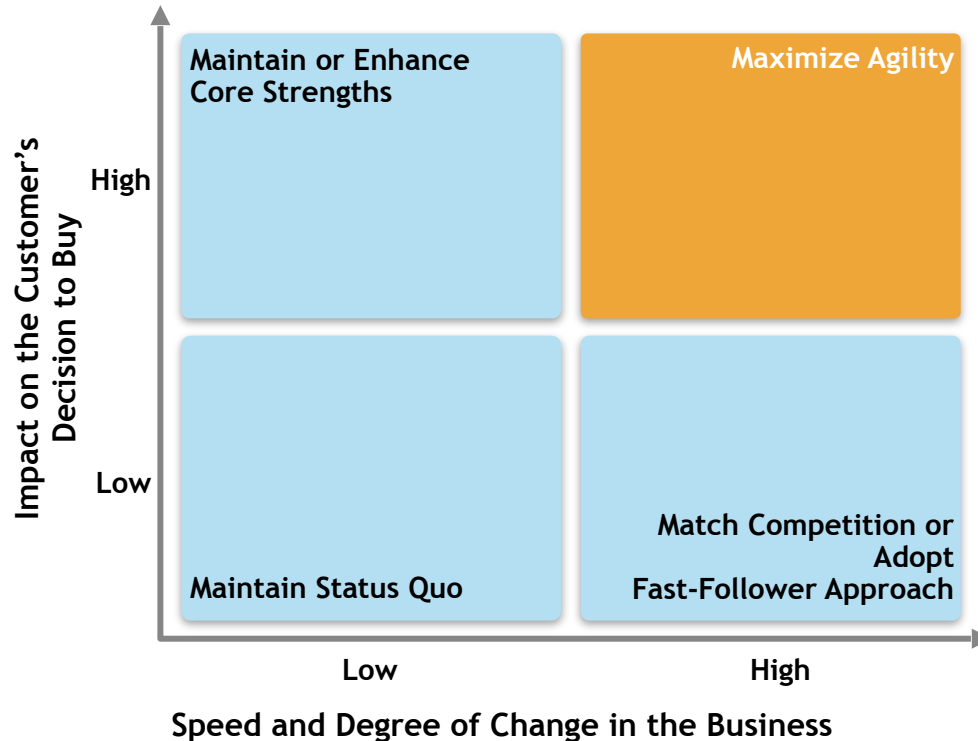 Impact on the Customer’s
Decision to Buy
High
Low
Maintain or Enhance
Core Strengths
Maximize Agility
Maintain Status Quo
Match Competition or
Adopt
Fast-Follower Approach
Low
High
Speed and Degree of Change in the Business